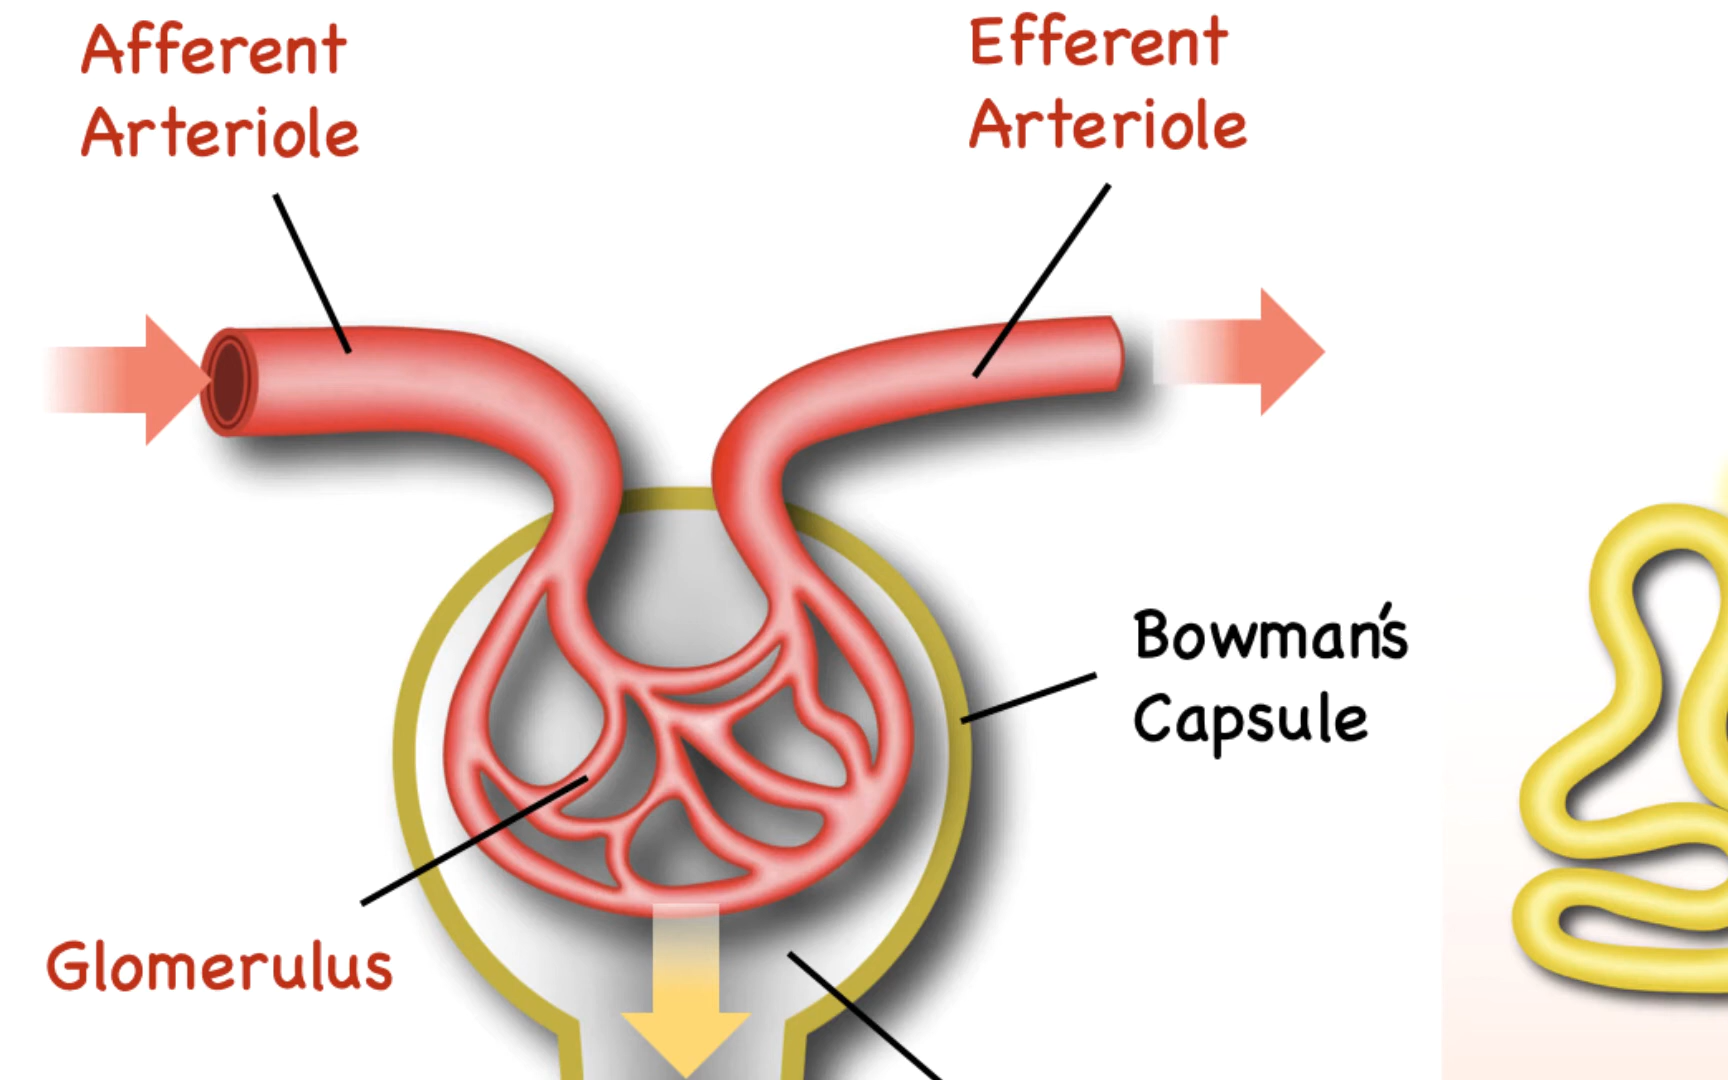 Afferent
Arteriole
Efferent
Arteriole
Bowman's
Capsule
Glomerulus